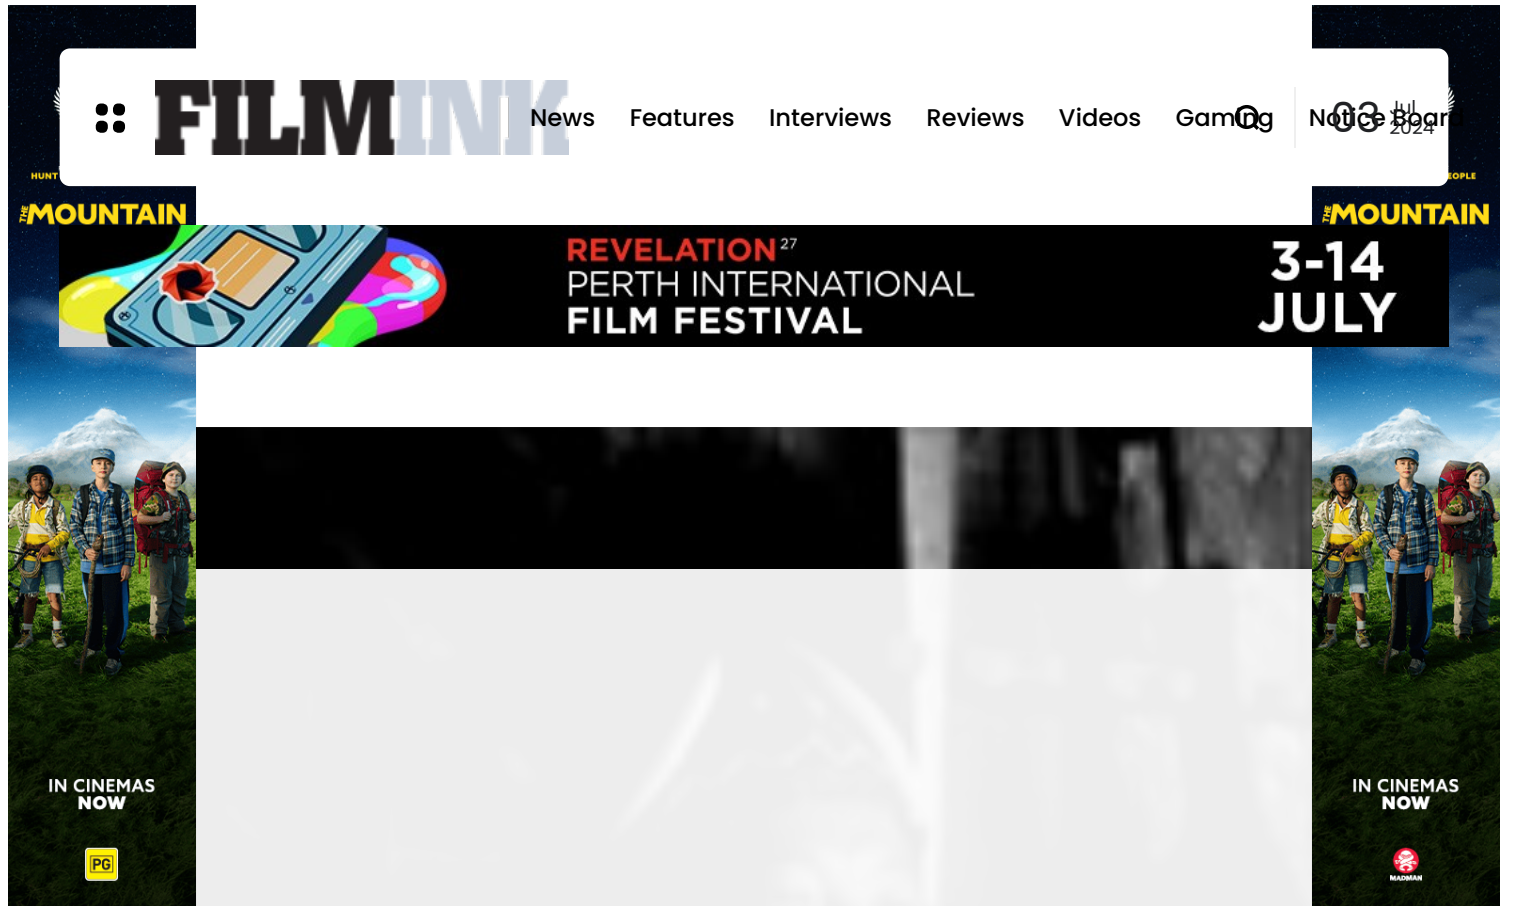 FILMINK
News Features Interviews Reviews Videos Gaming Notice Board
03 Jul
2024
HUNT
EOPLE
THE MOUNTAIN
THE MOUNTAIN
REVELATION 27
PERTH INTERNATIONAL
FILM FESTIVAL
3-14
JULY
IN CINEMAS
NOW
PG
IN CINEMAS
NOW
MADMAN